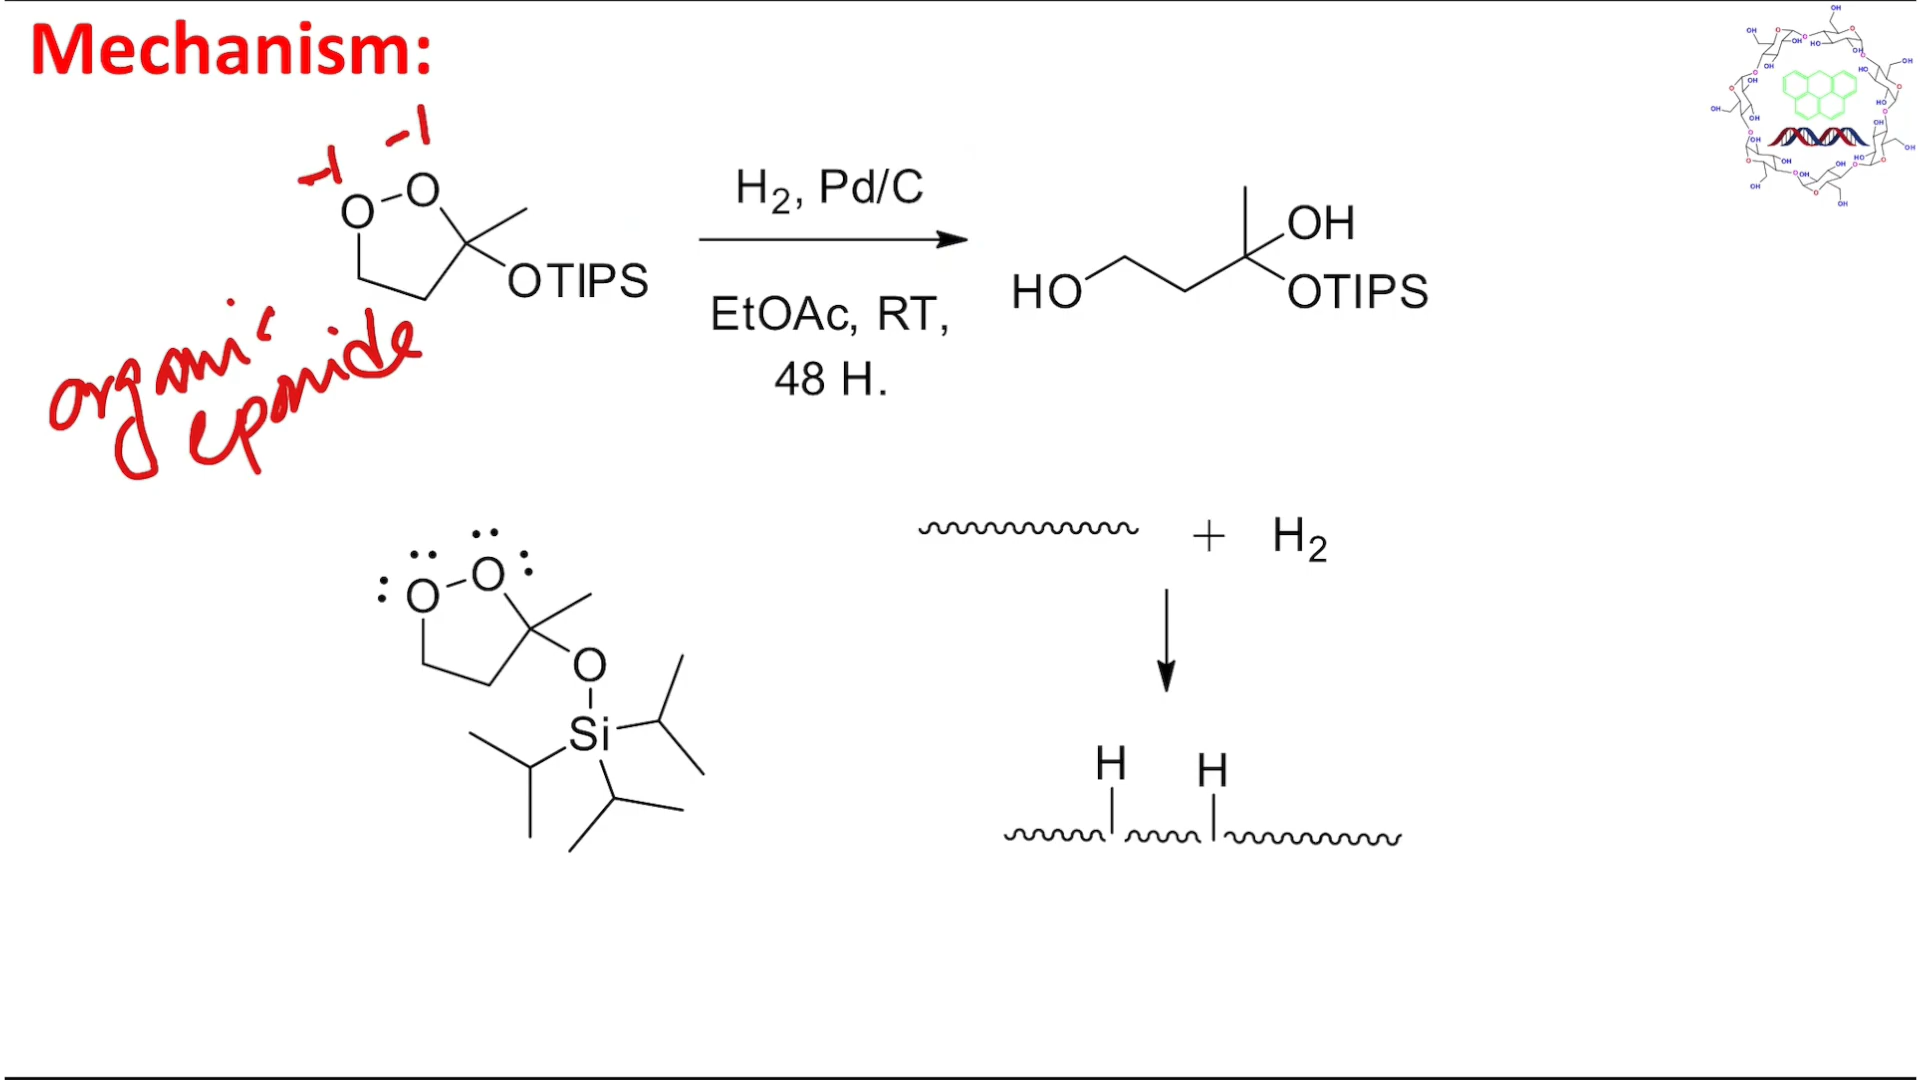 Mechanism:
-1
-1
O
O
OTIPS
H2, Pd/C
EtOAc, RT,
48 H.
HO
OH
OTIPS
organic
epoxide
O
O
O
Si
+ H2
H H